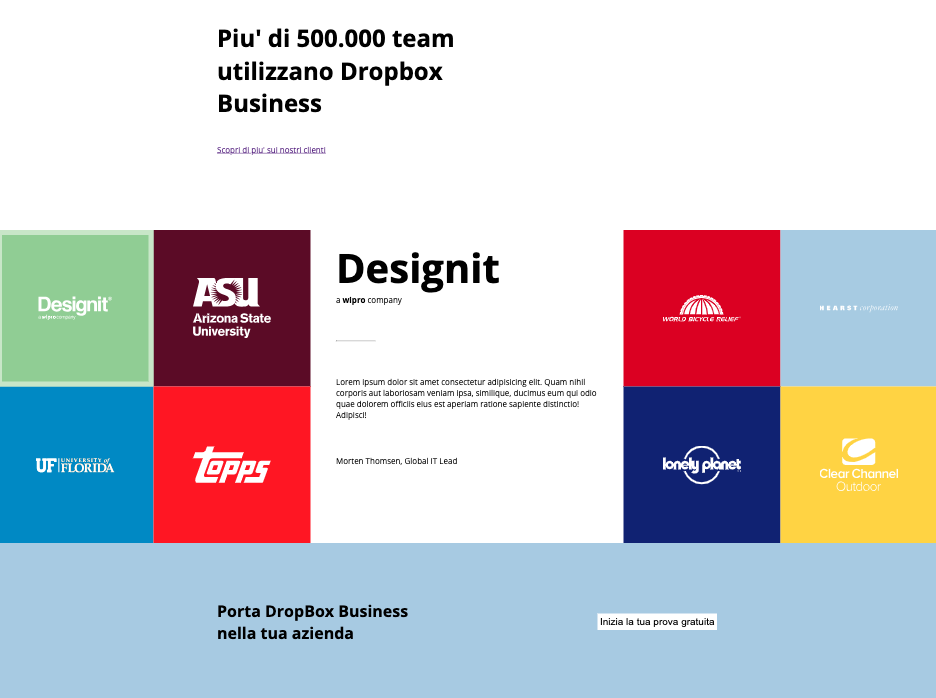 Piu' di 500.000 team
utilizzano Dropbox
Business
Scopri di piu' sui nostri clienti
Designit
a wipro company
ASU
Arizona State
University
Designit
a wipro company
Lorem ipsum dolor sit amet consectetur adipisicing elit. Quam nihil
corporis aut laboriosam veniam ipsa, similique, ducimus eum qui odio
quae dolorem officiis eius est aperiam ratione sapiente distinctio!
Adipisci!
Morten Thomsen, Global IT Lead
WORLD BICYCLE RELIEF
HEARST corporation
UF UNIVERSITY of
FLORIDA
Topps
lonely planet
Clear Channel
Outdoor
Porta DropBox Business
nella tua azienda
Inizia la tua prova gratuita